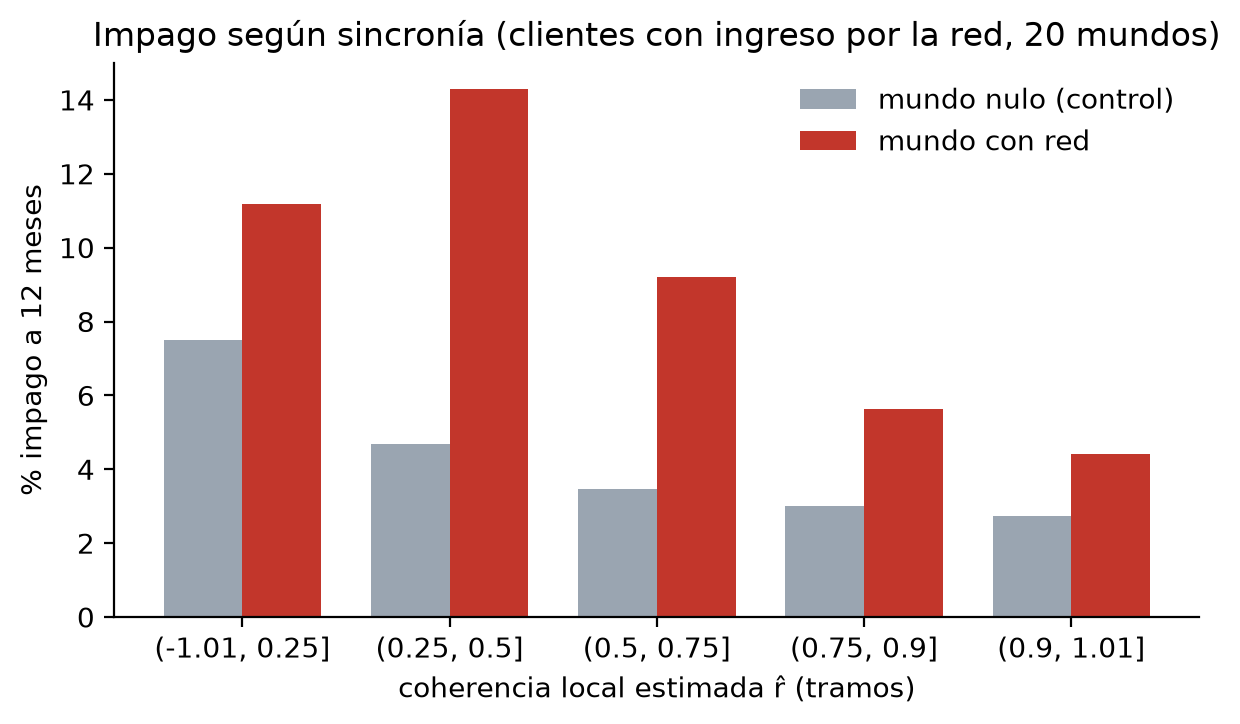 Impago según sincronía (clientes con ingreso por la red, 20 mundos)
mundo nulo (control)
mundo con red
% impago a 12 meses
14
12
10
8
6
4
2
0
(-1.01, 0.25]
(0.25, 0.5]
(0.5, 0.75]
(0.75, 0.9]
(0.9, 1.01]
coherencia local estimada r̂ (tramos)